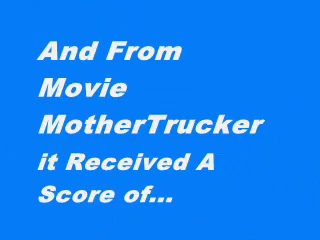 And From
Movie
MotherTrucker
it Received A
Score of...